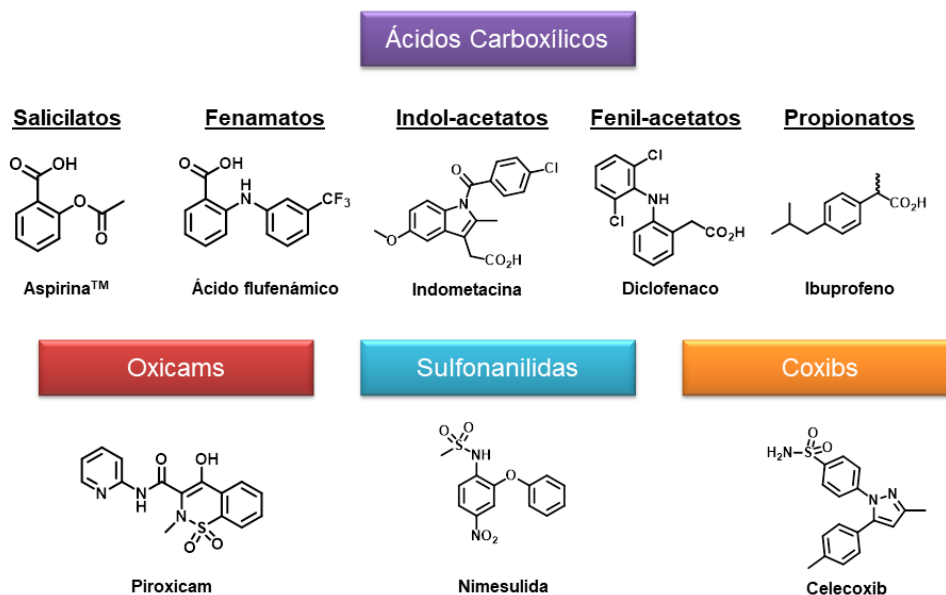 Ácidos Carboxílicos
Salicilatos
Fenamatos
Indol-acetatos
Fenil-acetatos
Propionatos
O
OH
O
O
Aspirina™
O
OH
H
N
CF3
Ácido flufenámico
O
Cl
N
O
CO2H
Indometacina
Cl
NH
Cl
CO2H
Diclofenaco
CO2H
Ibuprofeno
Oxicams
Sulfonanilidas
Coxibs
N
N
H
O
OH
N
S
O
O
Piroxicam
O
O
S
NH
O
NO2
Nimesulida
H2N
O
S
O
N
N
Celecoxib